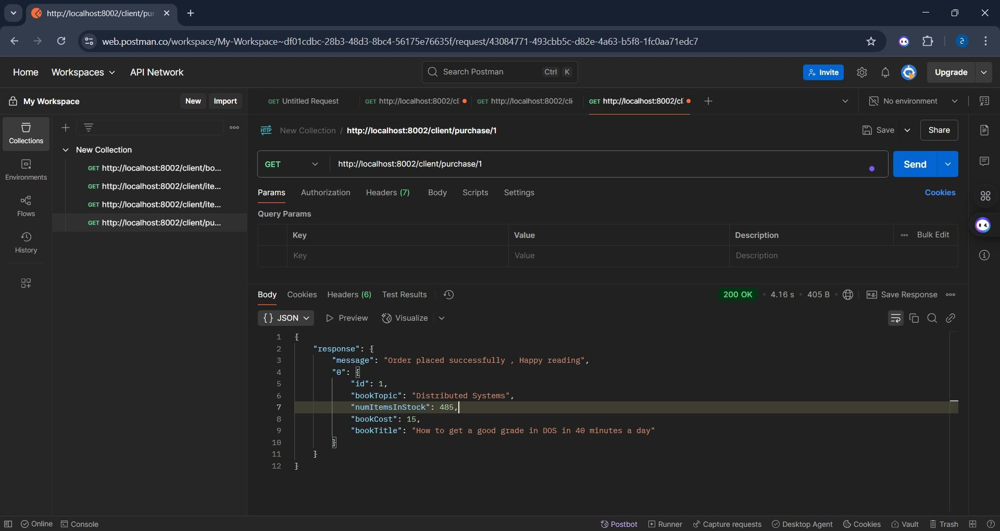 http://localhost:8002/client/pur
web.postman.co/workspace/My-Workspace~df01cdbc-28b3-48d3-8bc4-56175e76635f/request/43084771-493cbb5c-d82e-4a63-b5f8-1fc0aa71edc7
Home Workspaces API Network Search Postman Ctrl K Invite Upgrade
My Workspace New Import GET Untitled Request GET http://localhost:8002/cl GET http://localhost:8002/cli GET http://localhost:8002/cl No environment
Collections
New Collection / http://localhost:8002/client/purchase/1 Save Share
New Collection
GET http://localhost:8002/client/bo...
GET http://localhost:8002/client/ite...
GET http://localhost:8002/client/ite...
GET http://localhost:8002/client/pu...
Environments
Flows
History
GET http://localhost:8002/client/purchase/1 Send
Params Authorization Headers (7) Body Scripts Settings Cookies
Query Params
Key Value Description Bulk Edit
Key Value Description
Body Cookies Headers (6) Test Results 200 OK 4.16 s 405 B e.g. Save Response
{} JSON Preview Visualize
1 {
2 "response": {
3 "message": "Order placed successfully , Happy reading",
4 "0": {
5 "id": 1,
6 "bookTopic": "Distributed Systems",
7 "numItemsInStock": 485,
8 "bookCost": 15,
9 "bookTitle": "How to get a good grade in DOS in 40 minutes a day"
10 }
11 }
12 }
Online Console Postbot Runner Capture requests Desktop Agent Cookies Vault Trash